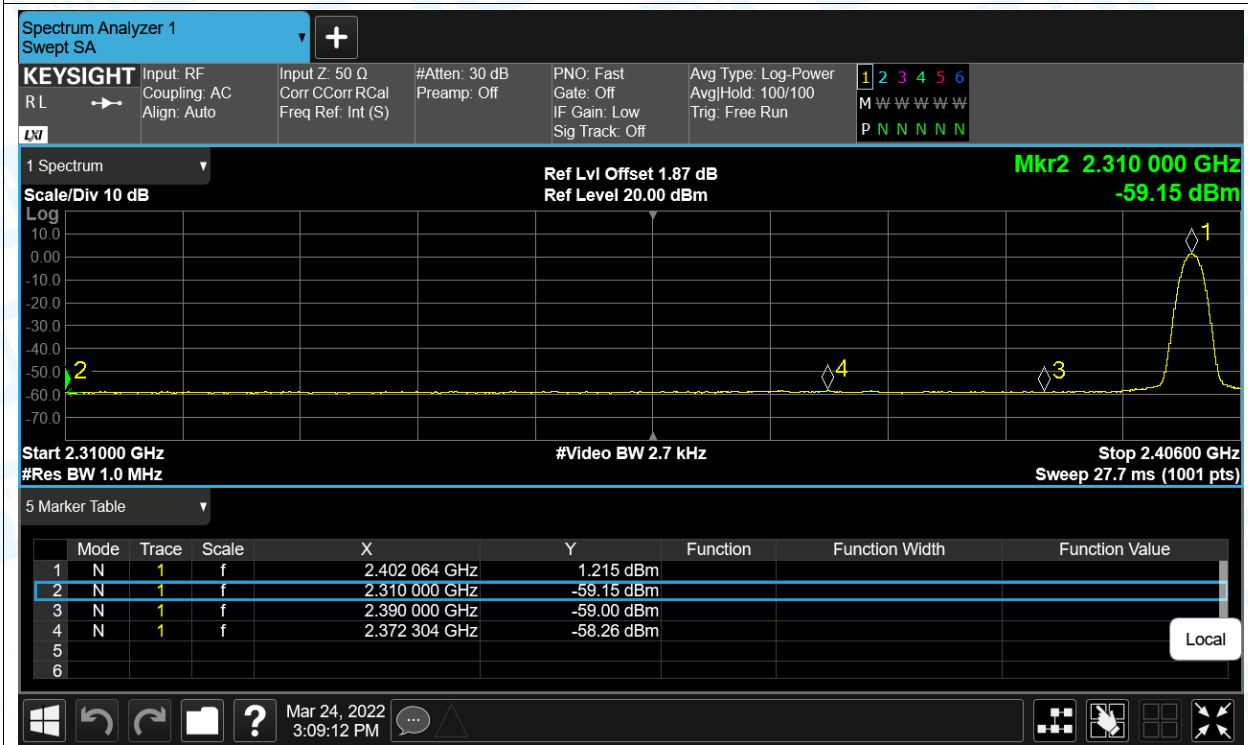 Spectrum Analyzer 1
Swept SA
KEYSIGHT
RL
LXI
Input: RF
Coupling: AC
Align: Auto
Input Z: 50 Ω
Corr CCorr RCal
Freq Ref: Int (S)
#Atten: 30 dB
Preamp: Off
PNO: Fast
Gate: Off
IF Gain: Low
Sig Track: Off
Avg Type: Log-Power
Avg|Hold: 100/100
Trig: Free Run
1 2 3 4 5 6
M W W W W W
P N N N N N
1 Spectrum
Scale/Div 10 dB
Ref Lvl Offset 1.87 dB
Ref Level 20.00 dBm
Mkr2 2.310 000 GHz
-59.15 dBm
Log
10.0
0.00
-10.0
-20.0
-30.0
-40.0
-50.0
-60.0
-70.0
1
2
4
3
Start 2.31000 GHz
#Res BW 1.0 MHz
#Video BW 2.7 kHz
Stop 2.40600 GHz
Sweep 27.7 ms (1001 pts)
5 Marker Table
Mode Trace Scale X Y Function Function Width Function Value
1 N 1 f 2.402 064 GHz 1.215 dBm
2 N 1 f 2.310 000 GHz -59.15 dBm
3 N 1 f 2.390 000 GHz -59.00 dBm
4 N 1 f 2.372 304 GHz -58.26 dBm
5
6
Local
?
Mar 24, 2022
3:09:12 PM